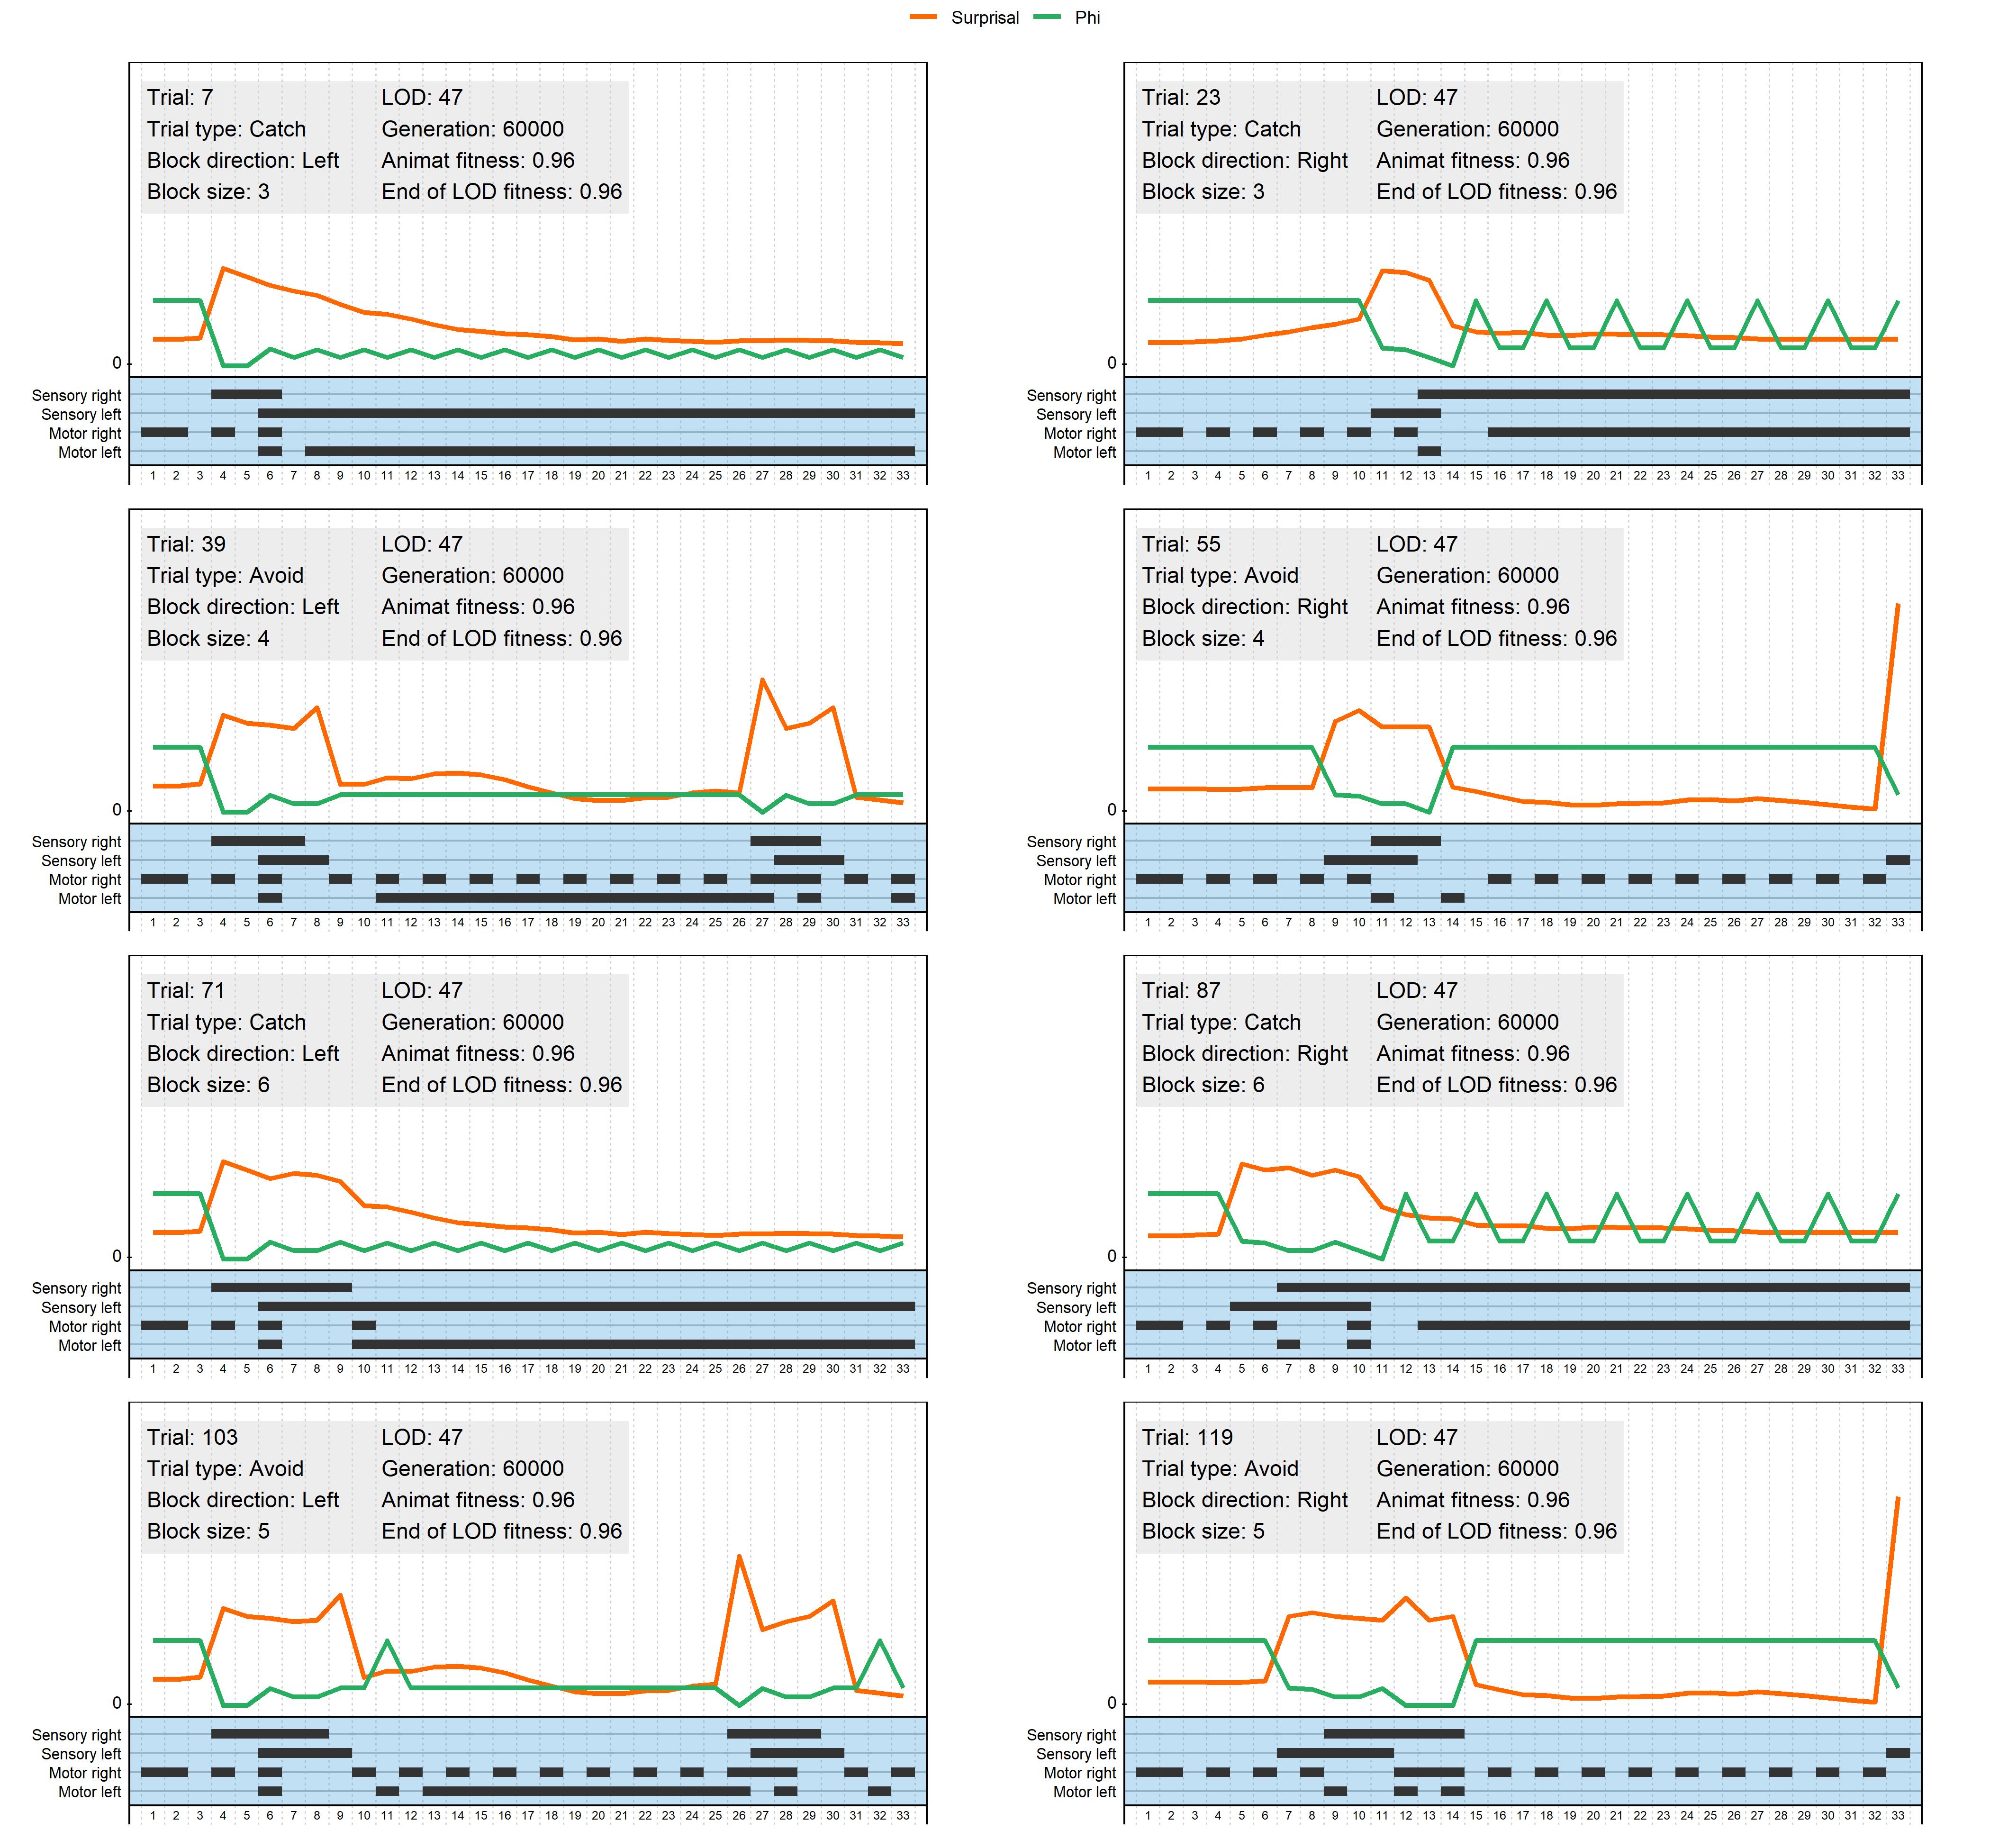 Surprisal Phi
Trial: 7 LOD: 47
Trial type: Catch Generation: 60000
Block direction: Left Animat fitness: 0.96
Block size: 3 End of LOD fitness: 0.96
0
Sensory right
Sensory left
Motor right
Motor left
1 2 3 4 5 6 7 8 9 10 11 12 13 14 15 16 17 18 19 20 21 22 23 24 25 26 27 28 29 30 31 32 33
Trial: 23 LOD: 47
Trial type: Catch Generation: 60000
Block direction: Right Animat fitness: 0.96
Block size: 3 End of LOD fitness: 0.96
0
Sensory right
Sensory left
Motor right
Motor left
1 2 3 4 5 6 7 8 9 10 11 12 13 14 15 16 17 18 19 20 21 22 23 24 25 26 27 28 29 30 31 32 33
Trial: 39 LOD: 47
Trial type: Avoid Generation: 60000
Block direction: Left Animat fitness: 0.96
Block size: 4 End of LOD fitness: 0.96
0
Sensory right
Sensory left
Motor right
Motor left
1 2 3 4 5 6 7 8 9 10 11 12 13 14 15 16 17 18 19 20 21 22 23 24 25 26 27 28 29 30 31 32 33
Trial: 55 LOD: 47
Trial type: Avoid Generation: 60000
Block direction: Right Animat fitness: 0.96
Block size: 4 End of LOD fitness: 0.96
0
Sensory right
Sensory left
Motor right
Motor left
1 2 3 4 5 6 7 8 9 10 11 12 13 14 15 16 17 18 19 20 21 22 23 24 25 26 27 28 29 30 31 32 33
Trial: 71 LOD: 47
Trial type: Catch Generation: 60000
Block direction: Left Animat fitness: 0.96
Block size: 6 End of LOD fitness: 0.96
0
Sensory right
Sensory left
Motor right
Motor left
1 2 3 4 5 6 7 8 9 10 11 12 13 14 15 16 17 18 19 20 21 22 23 24 25 26 27 28 29 30 31 32 33
Trial: 87 LOD: 47
Trial type: Catch Generation: 60000
Block direction: Right Animat fitness: 0.96
Block size: 6 End of LOD fitness: 0.96
0
Sensory right
Sensory left
Motor right
Motor left
1 2 3 4 5 6 7 8 9 10 11 12 13 14 15 16 17 18 19 20 21 22 23 24 25 26 27 28 29 30 31 32 33
Trial: 103 LOD: 47
Trial type: Avoid Generation: 60000
Block direction: Left Animat fitness: 0.96
Block size: 5 End of LOD fitness: 0.96
0
Sensory right
Sensory left
Motor right
Motor left
1 2 3 4 5 6 7 8 9 10 11 12 13 14 15 16 17 18 19 20 21 22 23 24 25 26 27 28 29 30 31 32 33
Trial: 119 LOD: 47
Trial type: Avoid Generation: 60000
Block direction: Right Animat fitness: 0.96
Block size: 5 End of LOD fitness: 0.96
0
Sensory right
Sensory left
Motor right
Motor left
1 2 3 4 5 6 7 8 9 10 11 12 13 14 15 16 17 18 19 20 21 22 23 24 25 26 27 28 29 30 31 32 33